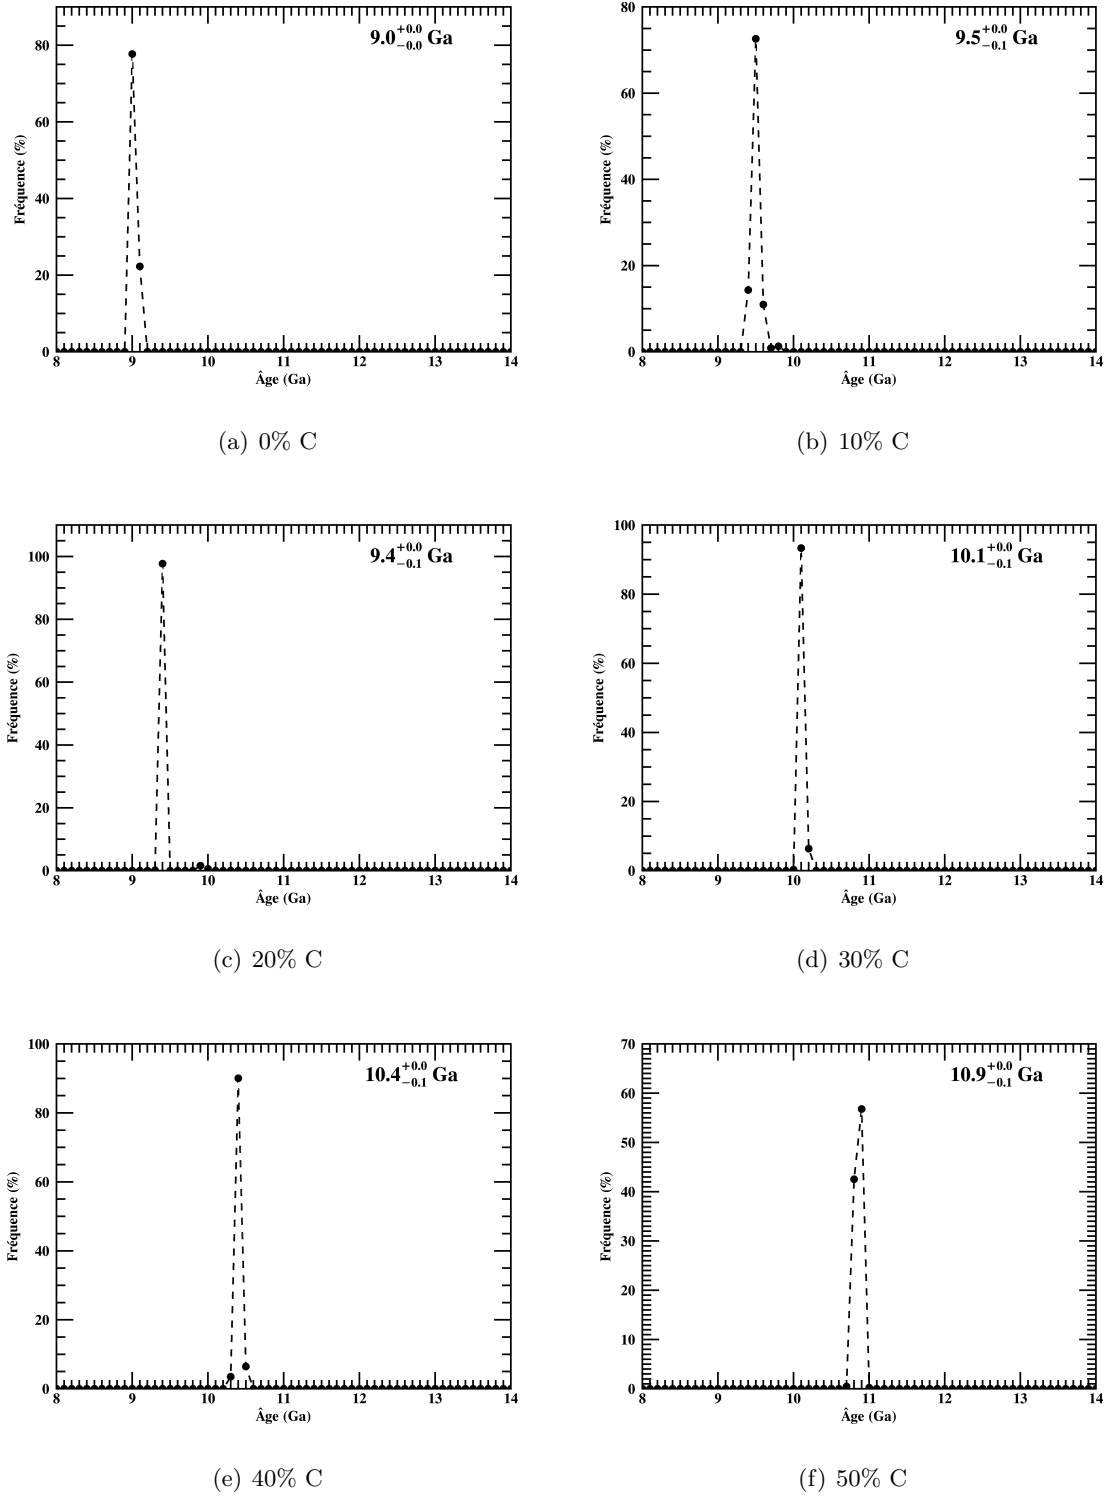 9.0 +0.0 −0.0 Ga
80
60
40
20
0
Fréquence (%)
8 9 10 11 12 13 14
Âge (Ga)
(a) 0% C
9.5 +0.0 −0.1 Ga
80
60
40
20
0
Fréquence (%)
8 9 10 11 12 13 14
Âge (Ga)
(b) 10% C
9.4 +0.0 −0.1 Ga
100
80
60
40
20
0
Fréquence (%)
8 9 10 11 12 13 14
Âge (Ga)
(c) 20% C
10.1 +0.0 −0.1 Ga
100
80
60
40
20
0
Fréquence (%)
8 9 10 11 12 13 14
Âge (Ga)
(d) 30% C
10.4 +0.0 −0.1 Ga
100
80
60
40
20
0
Fréquence (%)
8 9 10 11 12 13 14
Âge (Ga)
(e) 40% C
10.9 +0.0 −0.1 Ga
70
60
50
40
30
20
10
0
Fréquence (%)
8 9 10 11 12 13 14
Âge (Ga)
(f) 50% C